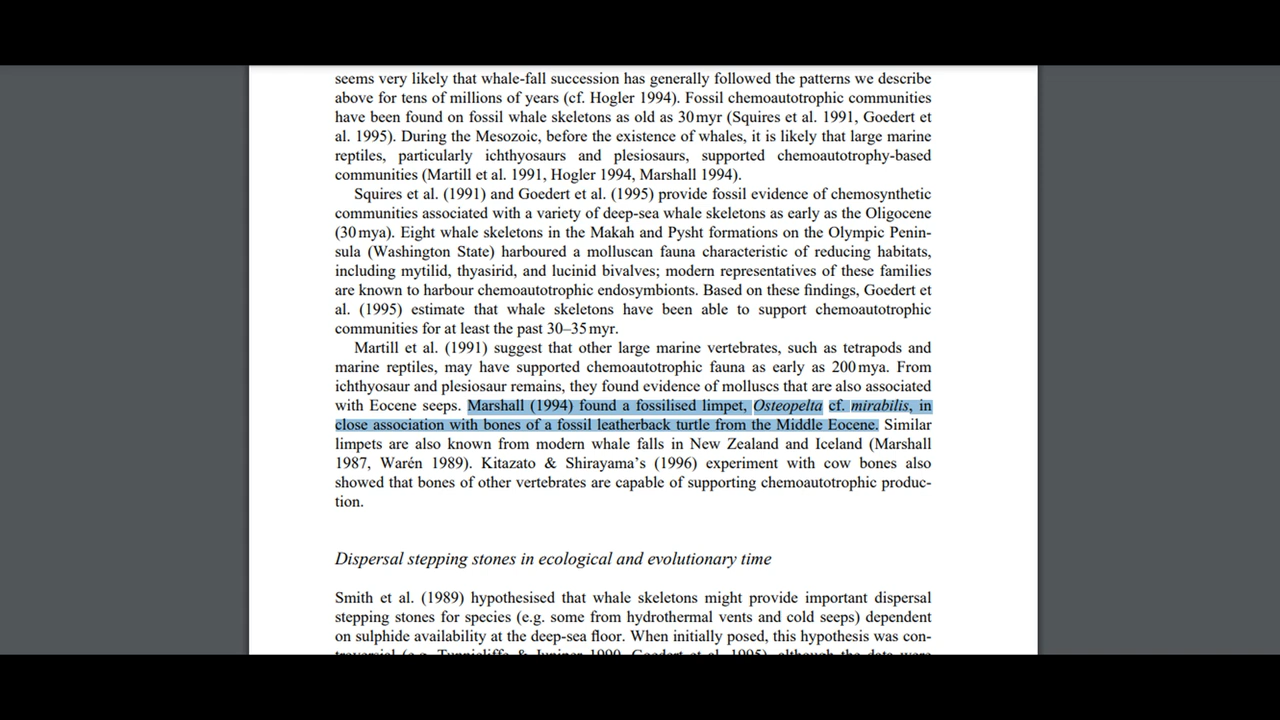 seems very likely that whale-fall succession has generally followed the patterns we describe
above for tens of millions of years (cf. Hogler 1994). Fossil chemoautotrophic communities
have been found on fossil whale skeletons as old as 30 myr (Squires et al. 1991, Goedert et
al. 1995). During the Mesozoic, before the existence of whales, it is likely that large marine
reptiles, particularly ichthyosaurs and plesiosaurs, supported chemoautotrophy-based
communities (Martill et al. 1991, Hogler 1994, Marshall 1994).
Squires et al. (1991) and Goedert et al. (1995) provide fossil evidence of chemosynthetic
communities associated with a variety of deep-sea whale skeletons as early as the Oligocene
(30 mya). Eight whale skeletons in the Makah and Pysht formations on the Olympic Penin-
sula (Washington State) harboured a molluscan fauna characteristic of reducing habitats,
including mytilid, thyasirid, and lucinid bivalves; modern representatives of these families
are known to harbour chemoautotrophic endosymbionts. Based on these findings, Goedert et
al. (1995) estimate that whale skeletons have been able to support chemoautotrophic
communities for at least the past 30–35 myr.
Martill et al. (1991) suggest that other large marine vertebrates, such as tetrapods and
marine reptiles, may have supported chemoautotrophic fauna as early as 200 mya. From
ichthyosaur and plesiosaur remains, they found evidence of molluscs that are also associated
with Eocene seeps. Marshall (1994) found a fossilised limpet, Osteopelta cf. mirabilis, in
close association with bones of a fossil leatherback turtle from the Middle Eocene. Similar
limpets are also known from modern whale falls in New Zealand and Iceland (Marshall
1987, Warén 1989). Kitazato & Shirayama's (1996) experiment with cow bones also
showed that bones of other vertebrates are capable of supporting chemoautotrophic produc-
tion.
Dispersal stepping stones in ecological and evolutionary time
Smith et al. (1989) hypothesised that whale skeletons might provide important dispersal
stepping stones for species (e.g. some from hydrothermal vents and cold seeps) dependent
on sulphide availability at the deep-sea floor. When initially posed, this hypothesis was con-
troversial (e.g. Tunnicliffe & Juniper 1990, Goedert et al. 1995), although the data were